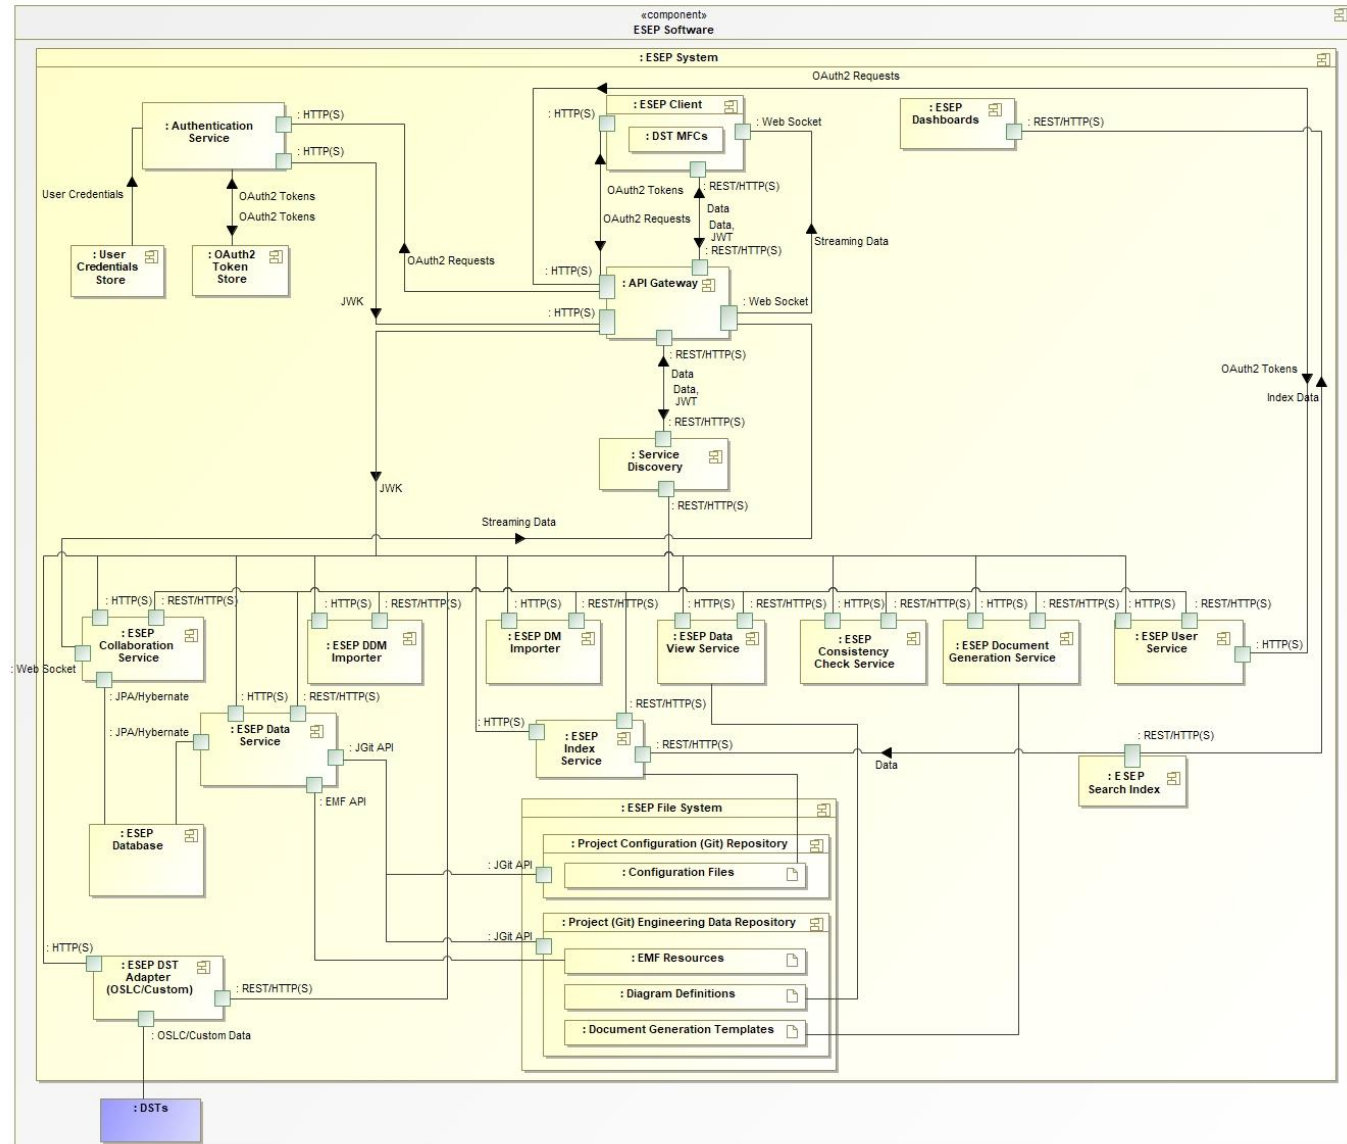 «component»
ESEP Software
: ESEP System
OAuth2 Requests
: Authentication
Service
: HTTP(S)
: HTTP(S)
: HTTP(S)
: ESEP Client
: DST MFCs
: Web Socket
: ESEP
Dashboards
: REST/HTTP(S)
User Credentials
OAuth2 Tokens
OAuth2 Tokens
OAuth2 Tokens
: REST/HTTP(S)
OAuth2 Requests
Data
Data,
JWT
: REST/HTTP(S)
Streaming Data
: User
Credentials
Store
: OAuth2
Token
Store
OAuth2 Requests
: HTTP(S)
: API Gateway
: Web Socket
JWK
: HTTP(S)
: REST/HTTP(S)
Data
Data,
JWT
: REST/HTTP(S)
OAuth2 Tokens
Index Data
: Service
Discovery
JWK
: REST/HTTP(S)
Streaming Data
: HTTP(S)
: REST/HTTP(S)
: HTTP(S)
: REST/HTTP(S)
: HTTP(S)
: REST/HTTP(S)
: HTTP(S)
: REST/HTTP(S)
: HTTP(S)
: REST/HTTP(S)
: HTTP(S)
: REST/HTTP(S)
: HTTP(S)
: REST/HTTP(S)
: ESEP
Collaboration
Service
: ESEP DDM
Importer
: ESEP DM
Importer
: ESEP Data
View Service
: ESEP
Consistency
Check Service
: ESEP Document
Generation Service
: ESEP User
Service
: HTTP(S)
: Web Socket
: JPA/Hybernate
: HTTP(S)
: REST/HTTP(S)
: REST/HTTP(S)
: JPA/Hybernate
: ESEP Data
Service
: JGit API
: EMF API
: HTTP(S)
: ESEP
Index
Service
: REST/HTTP(S)
Data
: REST/HTTP(S)
: ESEP
Search Index
: ESEP
Database
: ESEP File System
: Project Configuration (Git) Repository
: JGit API
: Configuration Files
: Project (Git) Engineering Data Repository
: JGit API
: EMF Resources
: Diagram Definitions
: Document Generation Templates
: HTTP(S)
: ESEP DST
Adapter
(OSLC/Custom)
: REST/HTTP(S)
: OSLC/Custom Data
: DSTs